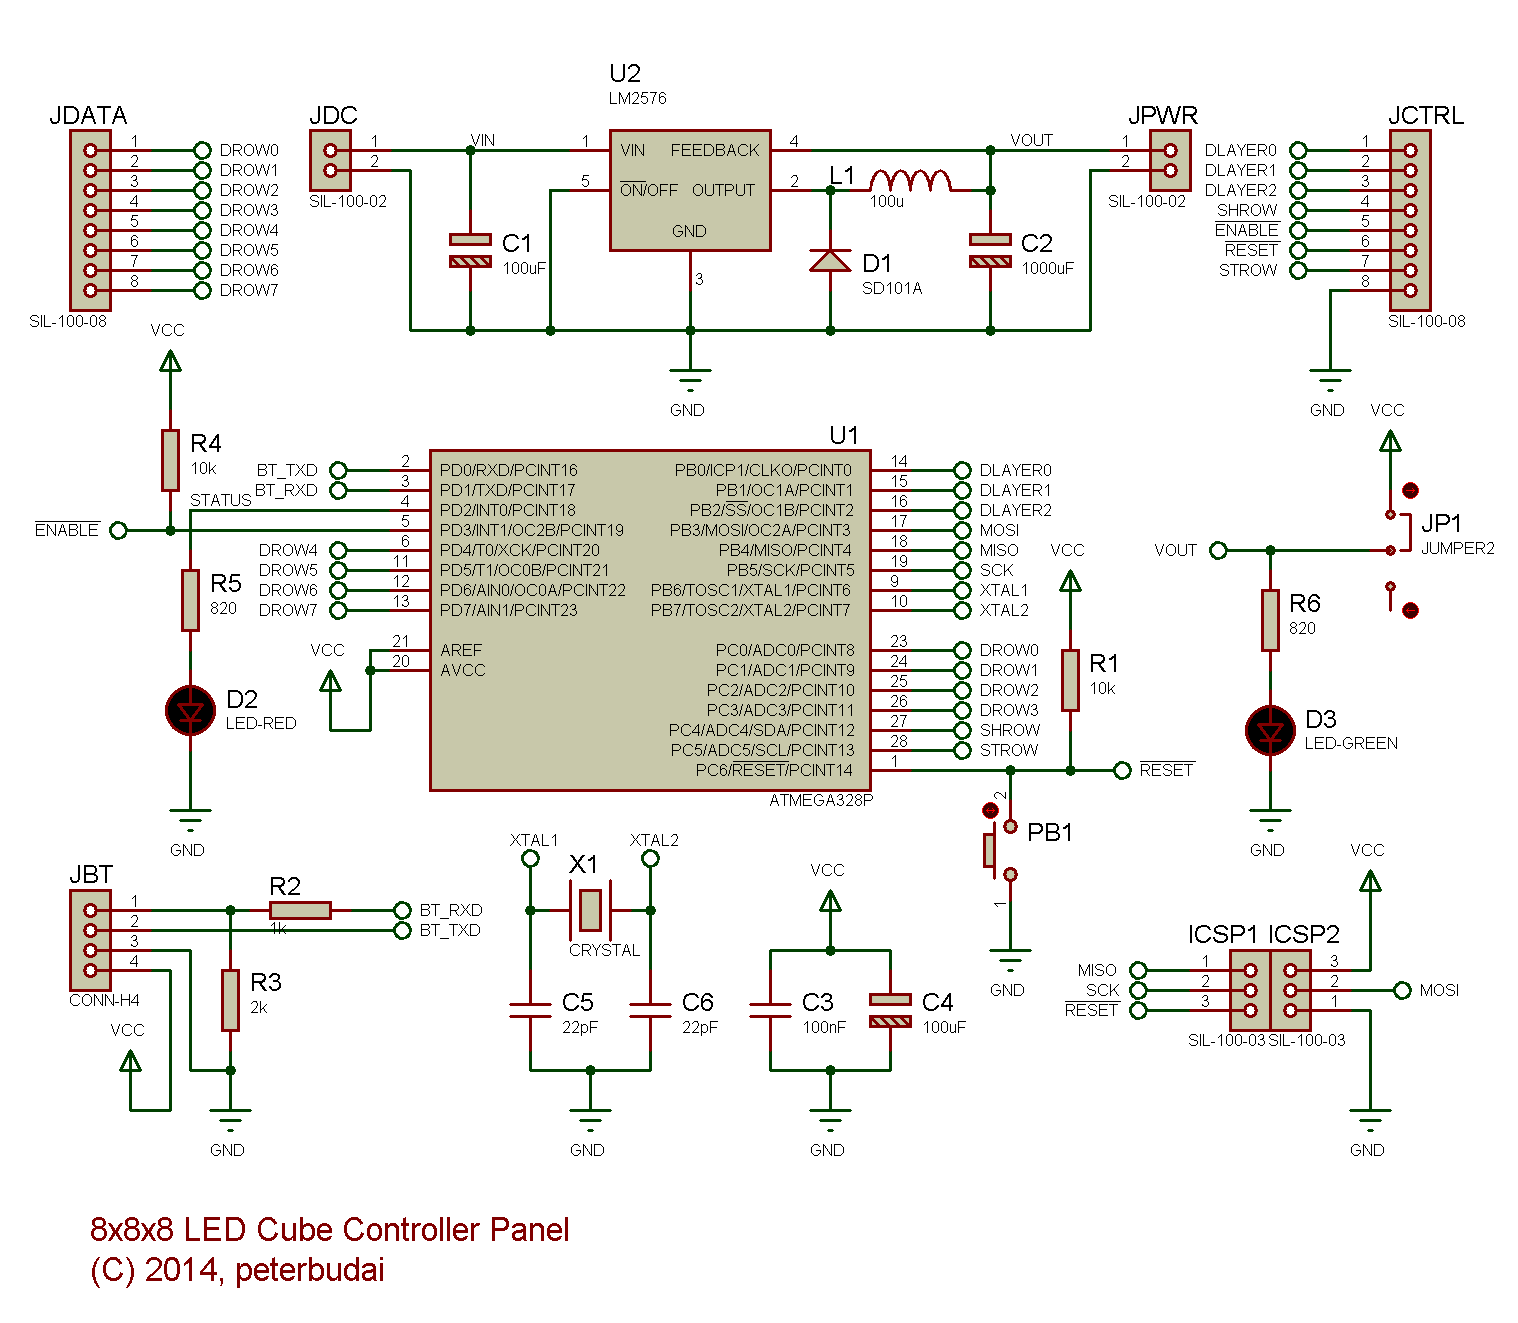 U2
LM2576
JDATA
1 DROW0
2 DROW1
3 DROW2
4 DROW3
5 DROW4
6 DROW5
7 DROW6
8 DROW7
SIL-100-08
JDC
1
2
SIL-100-02
VIN
1 VIN FEEDBACK 4
5 ON/OFF OUTPUT 2
GND
3
C1
100uF
L1
100u
D1
SD101A
VOUT
C2
1000uF
GND
JPWR
1
2
SIL-100-02
JCTRL
DLAYER0 1
DLAYER1 2
DLAYER2 3
SHROW 4
ENABLE 5
RESET 6
STROW 7
8
SIL-100-08
GND
VCC
R4
10k
STATUS
ENABLE
R5
820
D2
LED-RED
GND
U1
BT_TXD 2 PD0/RXD/PCINT16
BT_RXD 3 PD1/TXD/PCINT17
4 PD2/INT0/PCINT18
5 PD3/INT1/OC2B/PCINT19
DROW4 6 PD4/T0/XCK/PCINT20
DROW5 11 PD5/T1/OC0B/PCINT21
DROW6 12 PD6/AIN0/OC0A/PCINT22
DROW7 13 PD7/AIN1/PCINT23
VCC
21 AREF
20 AVCC
PB0/ICP1/CLKO/PCINT0 14 DLAYER0
PB1/OC1A/PCINT1 15 DLAYER1
PB2/SS/OC1B/PCINT2 16 DLAYER2
PB3/MOSI/OC2A/PCINT3 17 MOSI
PB4/MISO/PCINT4 18 MISO
PB5/SCK/PCINT5 19 SCK
PB6/TOSC1/XTAL1/PCINT6 9 XTAL1
PB7/TOSC2/XTAL2/PCINT7 10 XTAL2
PC0/ADC0/PCINT8 23 DROW0
PC1/ADC1/PCINT9 24 DROW1
PC2/ADC2/PCINT10 25 DROW2
PC3/ADC3/PCINT11 26 DROW3
PC4/ADC4/SDA/PCINT12 27 SHROW
PC5/ADC5/SCL/PCINT13 28 STROW
PC6/RESET/PCINT14 1
ATMEGA328P
VCC
R1
10k
RESET
2
PB1
1
GND
VCC
JP1
JUMPER2
VOUT
R6
820
D3
LED-GREEN
GND
JBT
1
2
3
4
CONN-H4
R2
1k
BT_RXD
BT_TXD
R3
2k
VCC
GND
XTAL1
XTAL2
X1
CRYSTAL
C5
22pF
C6
22pF
GND
VCC
C3
100nF
C4
100uF
GND
VCC
ICSP1 ICSP2
MISO 1 3
SCK 2 2 MOSI
RESET 3 1
SIL-100-03 SIL-100-03
GND
8x8x8 LED Cube Controller Panel
(C) 2014, peterbudai